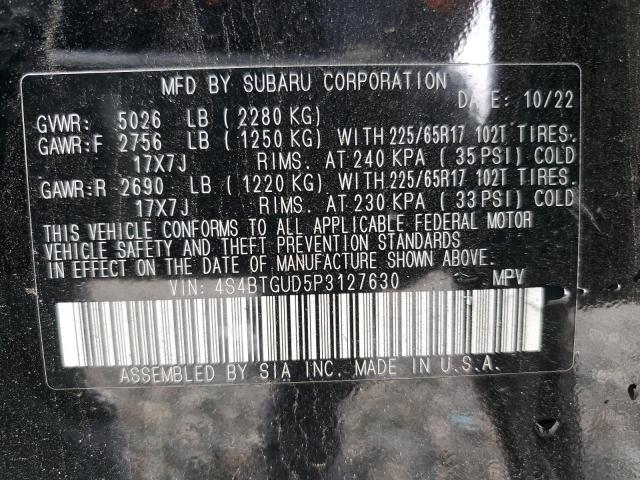 MFD BY SUBARU CORPORATION
DATE: 10/22
GVWR: 5026 LB ( 2280 KG)
GAWR:F 2756 LB ( 1250 KG) WITH 225/65R17 102T TIRES.
17X7J RIMS. AT 240 KPA ( 35 PSI) COLD
GAWR:R 2690 LB ( 1220 KG) WITH 225/65R17 102T TIRES.
17X7J RIMS. AT 230 KPA ( 33 PSI) COLD
THIS VEHICLE CONFORMS TO ALL APPLICABLE FEDERAL MOTOR
VEHICLE SAFETY AND THEFT PREVENTION STANDARDS
IN EFFECT ON THE DATE OF MANUFACTURE SHOWN ABOVE.
VIN: 4S4BTGUD5P3127630 MPV
ASSEMBLED BY SIA INC. MADE IN U.S.A.